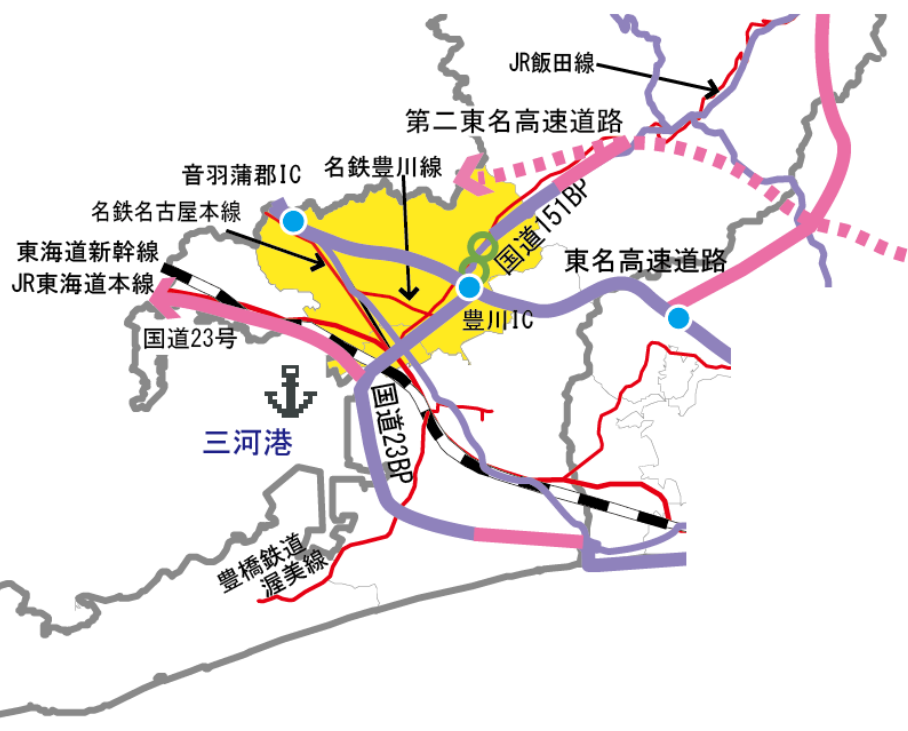 JR飯田線
第二東名高速道路
音羽蒲郡IC
名鉄豊川線
名鉄名古屋本線
国道151BP
東海道新幹線
東名高速道路
JR東海道本線
豊川IC
国道23号
国道23BP
三河港
豊橋鉄道
渥美線